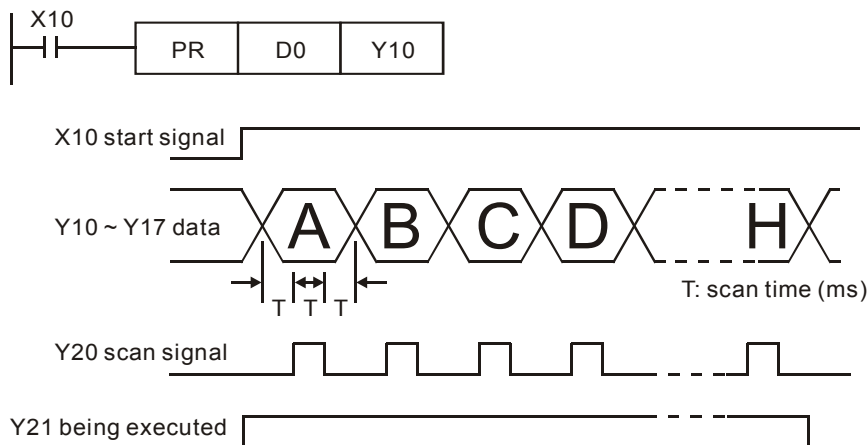 X10
PR D0 Y10
X10 start signal
Y10 ~ Y17 data A B C D H
T T T
T: scan time (ms)
Y20 scan signal
Y21 being executed